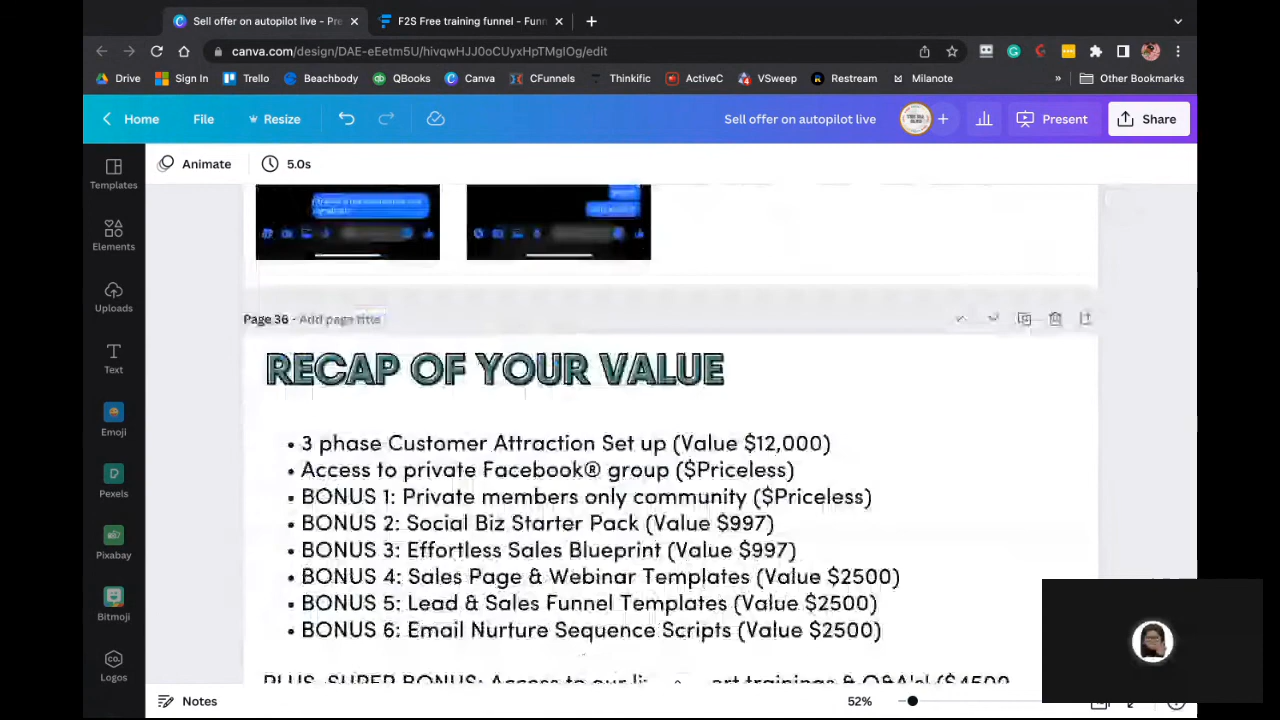 Sell offer on autopilot live - Pre
F2S Free training funnel - Funn
canva.com/design/DAE-eEetm5U/hivqwHJJ0oCUyxHpTMgIOg/edit
Drive
Sign In
Trello
Beachbody
QBooks
Canva
CFunnels
Thinkific
ActiveC
VSweep
Restream
Milanote
»
Other Bookmarks
Home
File
Resize
Sell offer on autopilot live
Present
Share
Animate
5.0s
Templates
Elements
Uploads
Text
Emoji
Pexels
Pixabay
Bitmoji
CO.
Logos
Page 36 - Add page title
RECAP OF YOUR VALUE
• 3 phase Customer Attraction Set up (Value $12,000)
• Access to private Facebook® group ($Priceless)
• BONUS 1: Private members only community ($Priceless)
• BONUS 2: Social Biz Starter Pack (Value $997)
• BONUS 3: Effortless Sales Blueprint (Value $997)
• BONUS 4: Sales Page & Webinar Templates (Value $2500)
• BONUS 5: Lead & Sales Funnel Templates (Value $2500)
• BONUS 6: Email Nurture Sequence Scripts (Value $2500)
PLUS, SUPER BONUS: Access to our trainings & Q&A's! ($4500
Notes
52%